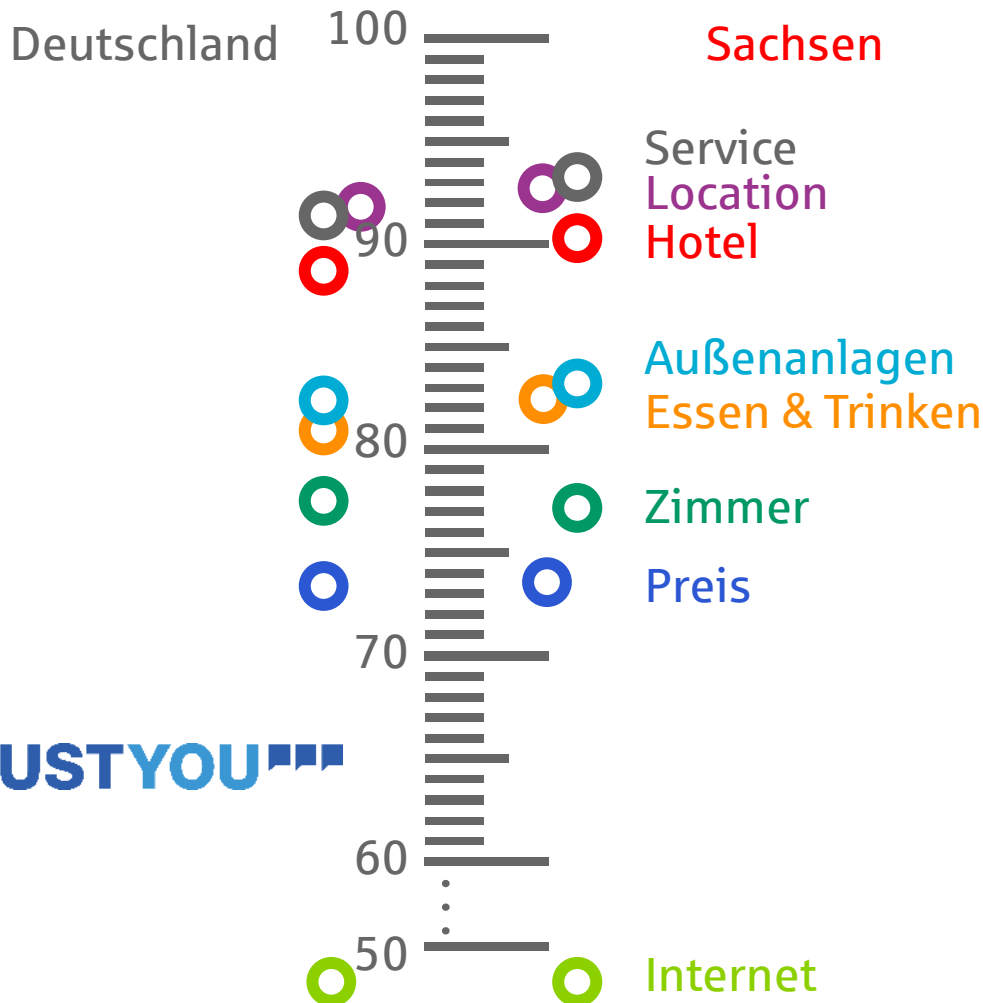 Deutschland
100
Sachsen
Service
Location
90
Hotel
Außenanlagen
Essen & Trinken
80
Zimmer
Preis
70
USTYOU
60
50
Internet